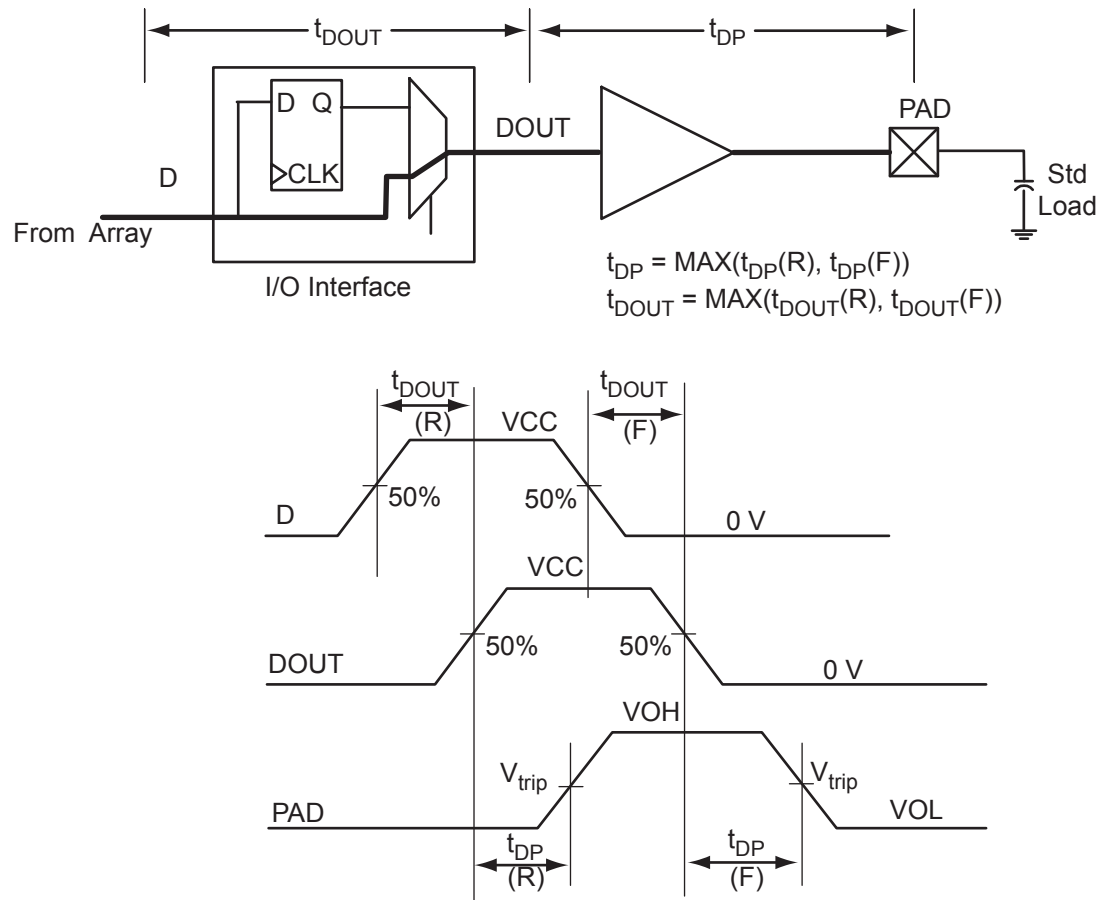 tDOUT
tDP
D Q
CLK
D
From Array
I/O Interface
DOUT
PAD
Std
Load
tDP = MAX(tDP(R), tDP(F))
tDOUT = MAX(tDOUT(R), tDOUT(F))
tDOUT
(R)
VCC
tDOUT
(F)
50%
50%
D
0 V
VCC
50%
50%
DOUT
0 V
VOH
Vtrip
Vtrip
PAD
VOL
tDP
(R)
tDP
(F)